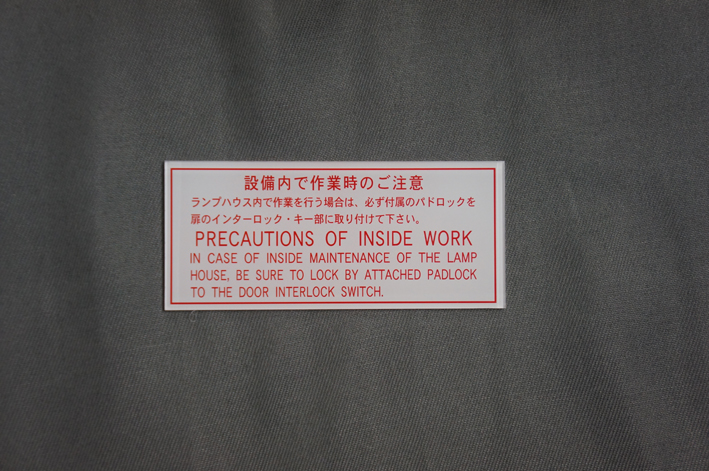 設備内で作業時のご注意
ランプハウス内で作業を行う場合は、必ず付属のパドロックを
扉のインターロック・キー部に取り付けて下さい。
PRECAUTIONS OF INSIDE WORK
IN CASE OF INSIDE MAINTENANCE OF THE LAMP
HOUSE, BE SURE TO LOCK BY ATTACHED PADLOCK
TO THE DOOR INTERLOCK SWITCH.